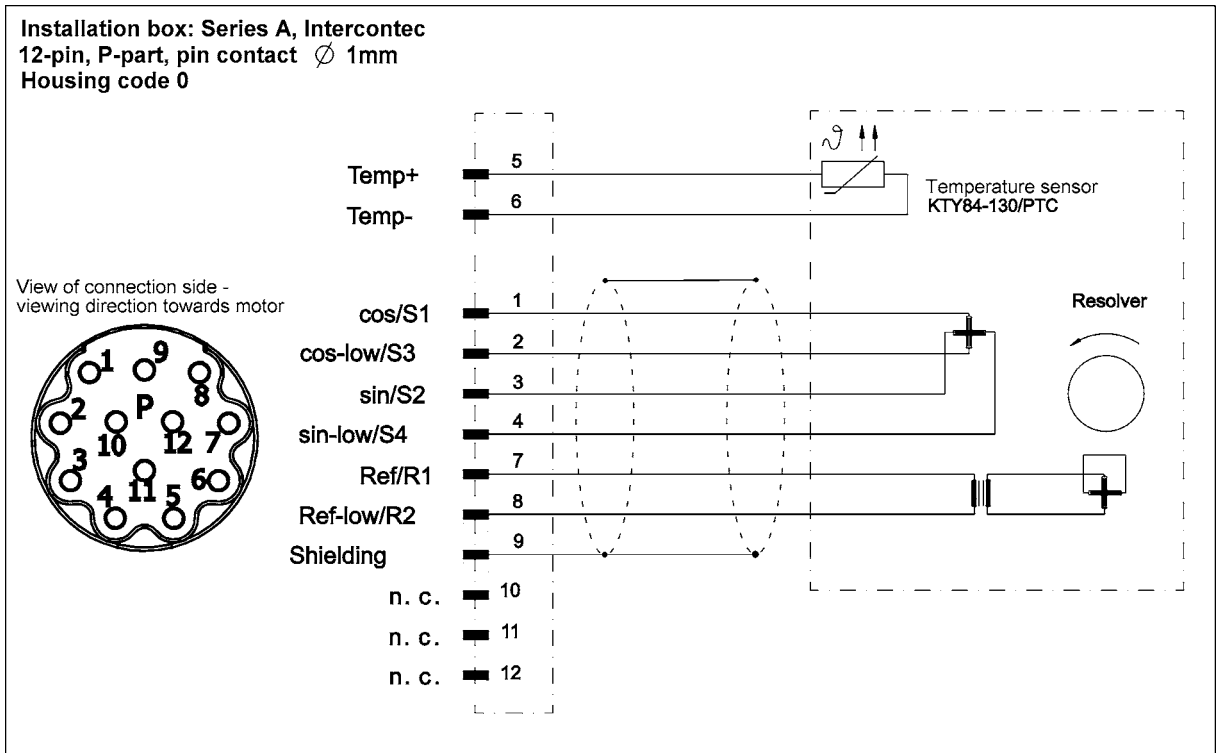 Installation box: Series A, Intercontec
12-pin, P-part, pin contact ∅ 1mm
Housing code 0
Temp+ 5
Temp- 6
ϑ
Temperature sensor
KTY84-130/PTC
View of connection side -
viewing direction towards motor
cos/S1 1
cos-low/S3 2
sin/S2 3
sin-low/S4 4
Ref/R1 7
Ref-low/R2 8
Shielding 9
n. c. 10
n. c. 11
n. c. 12
Resolver
1 9 8
2 P 7
10 12
3 11 6
4 5